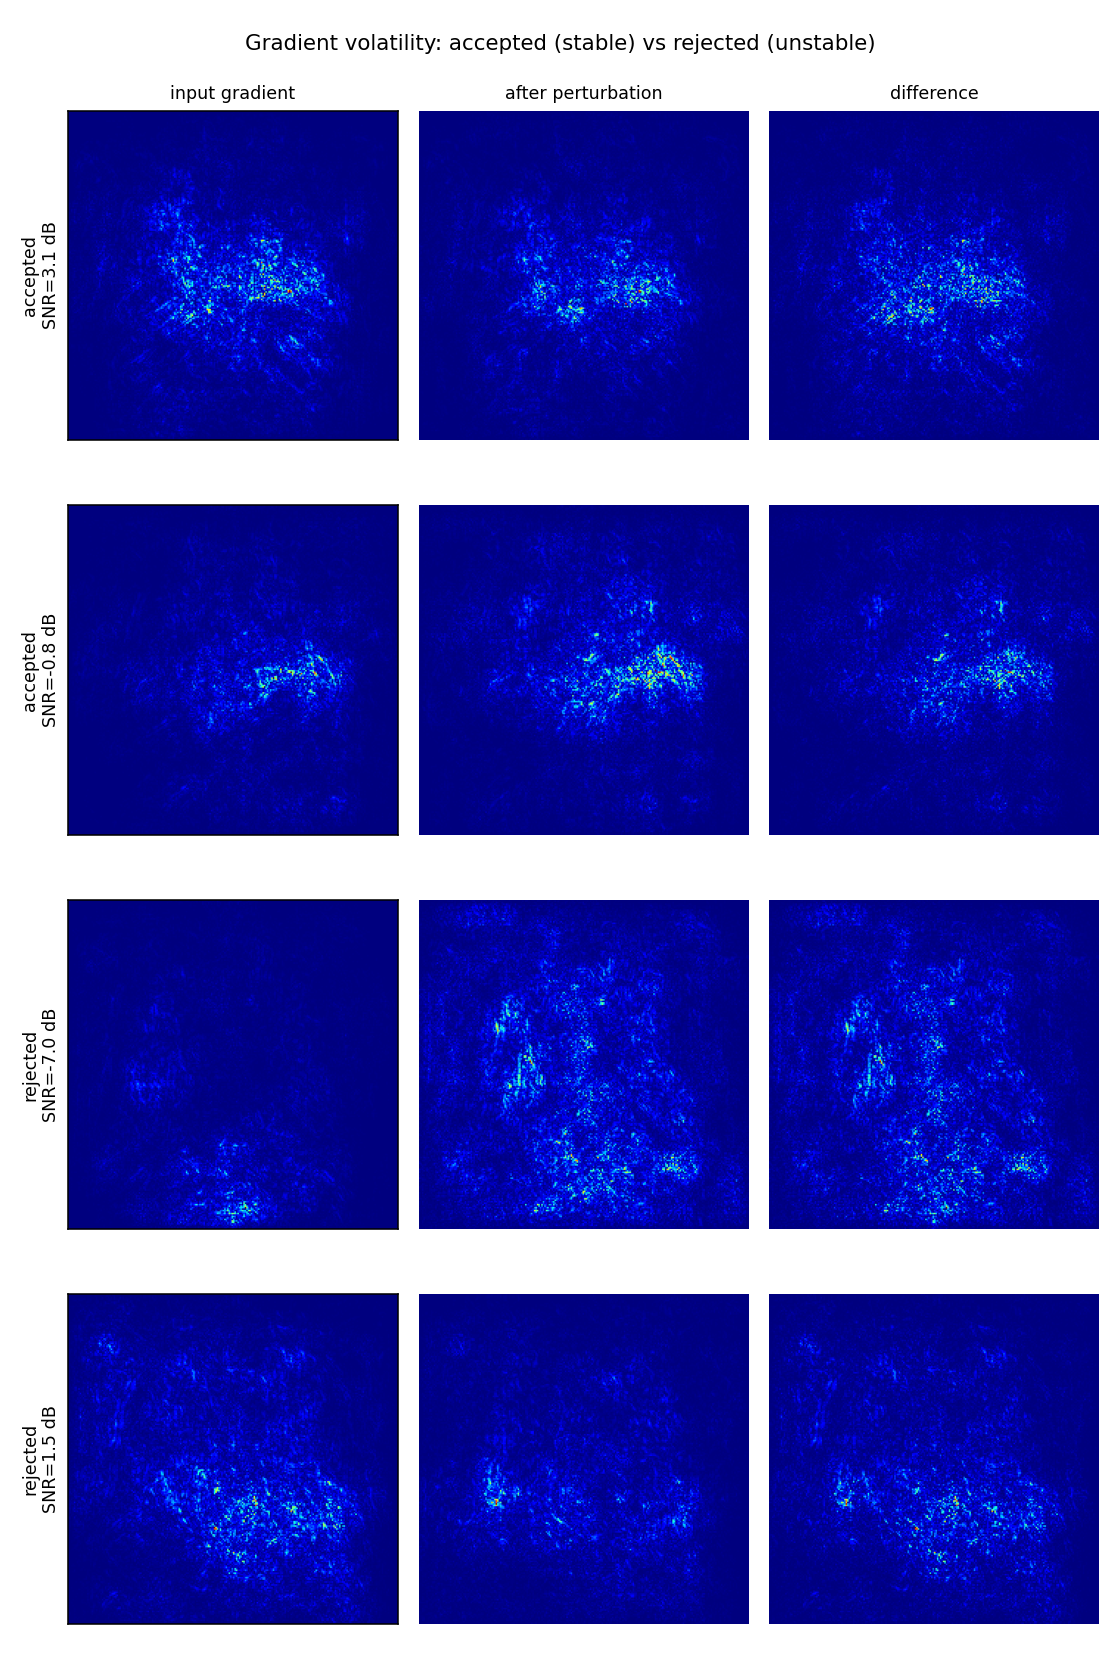 Gradient volatility: accepted (stable) vs rejected (unstable)
input gradient
after perturbation
difference
accepted
SNR=3.1 dB
accepted
SNR=-0.8 dB
rejected
SNR=-7.0 dB
rejected
SNR=1.5 dB